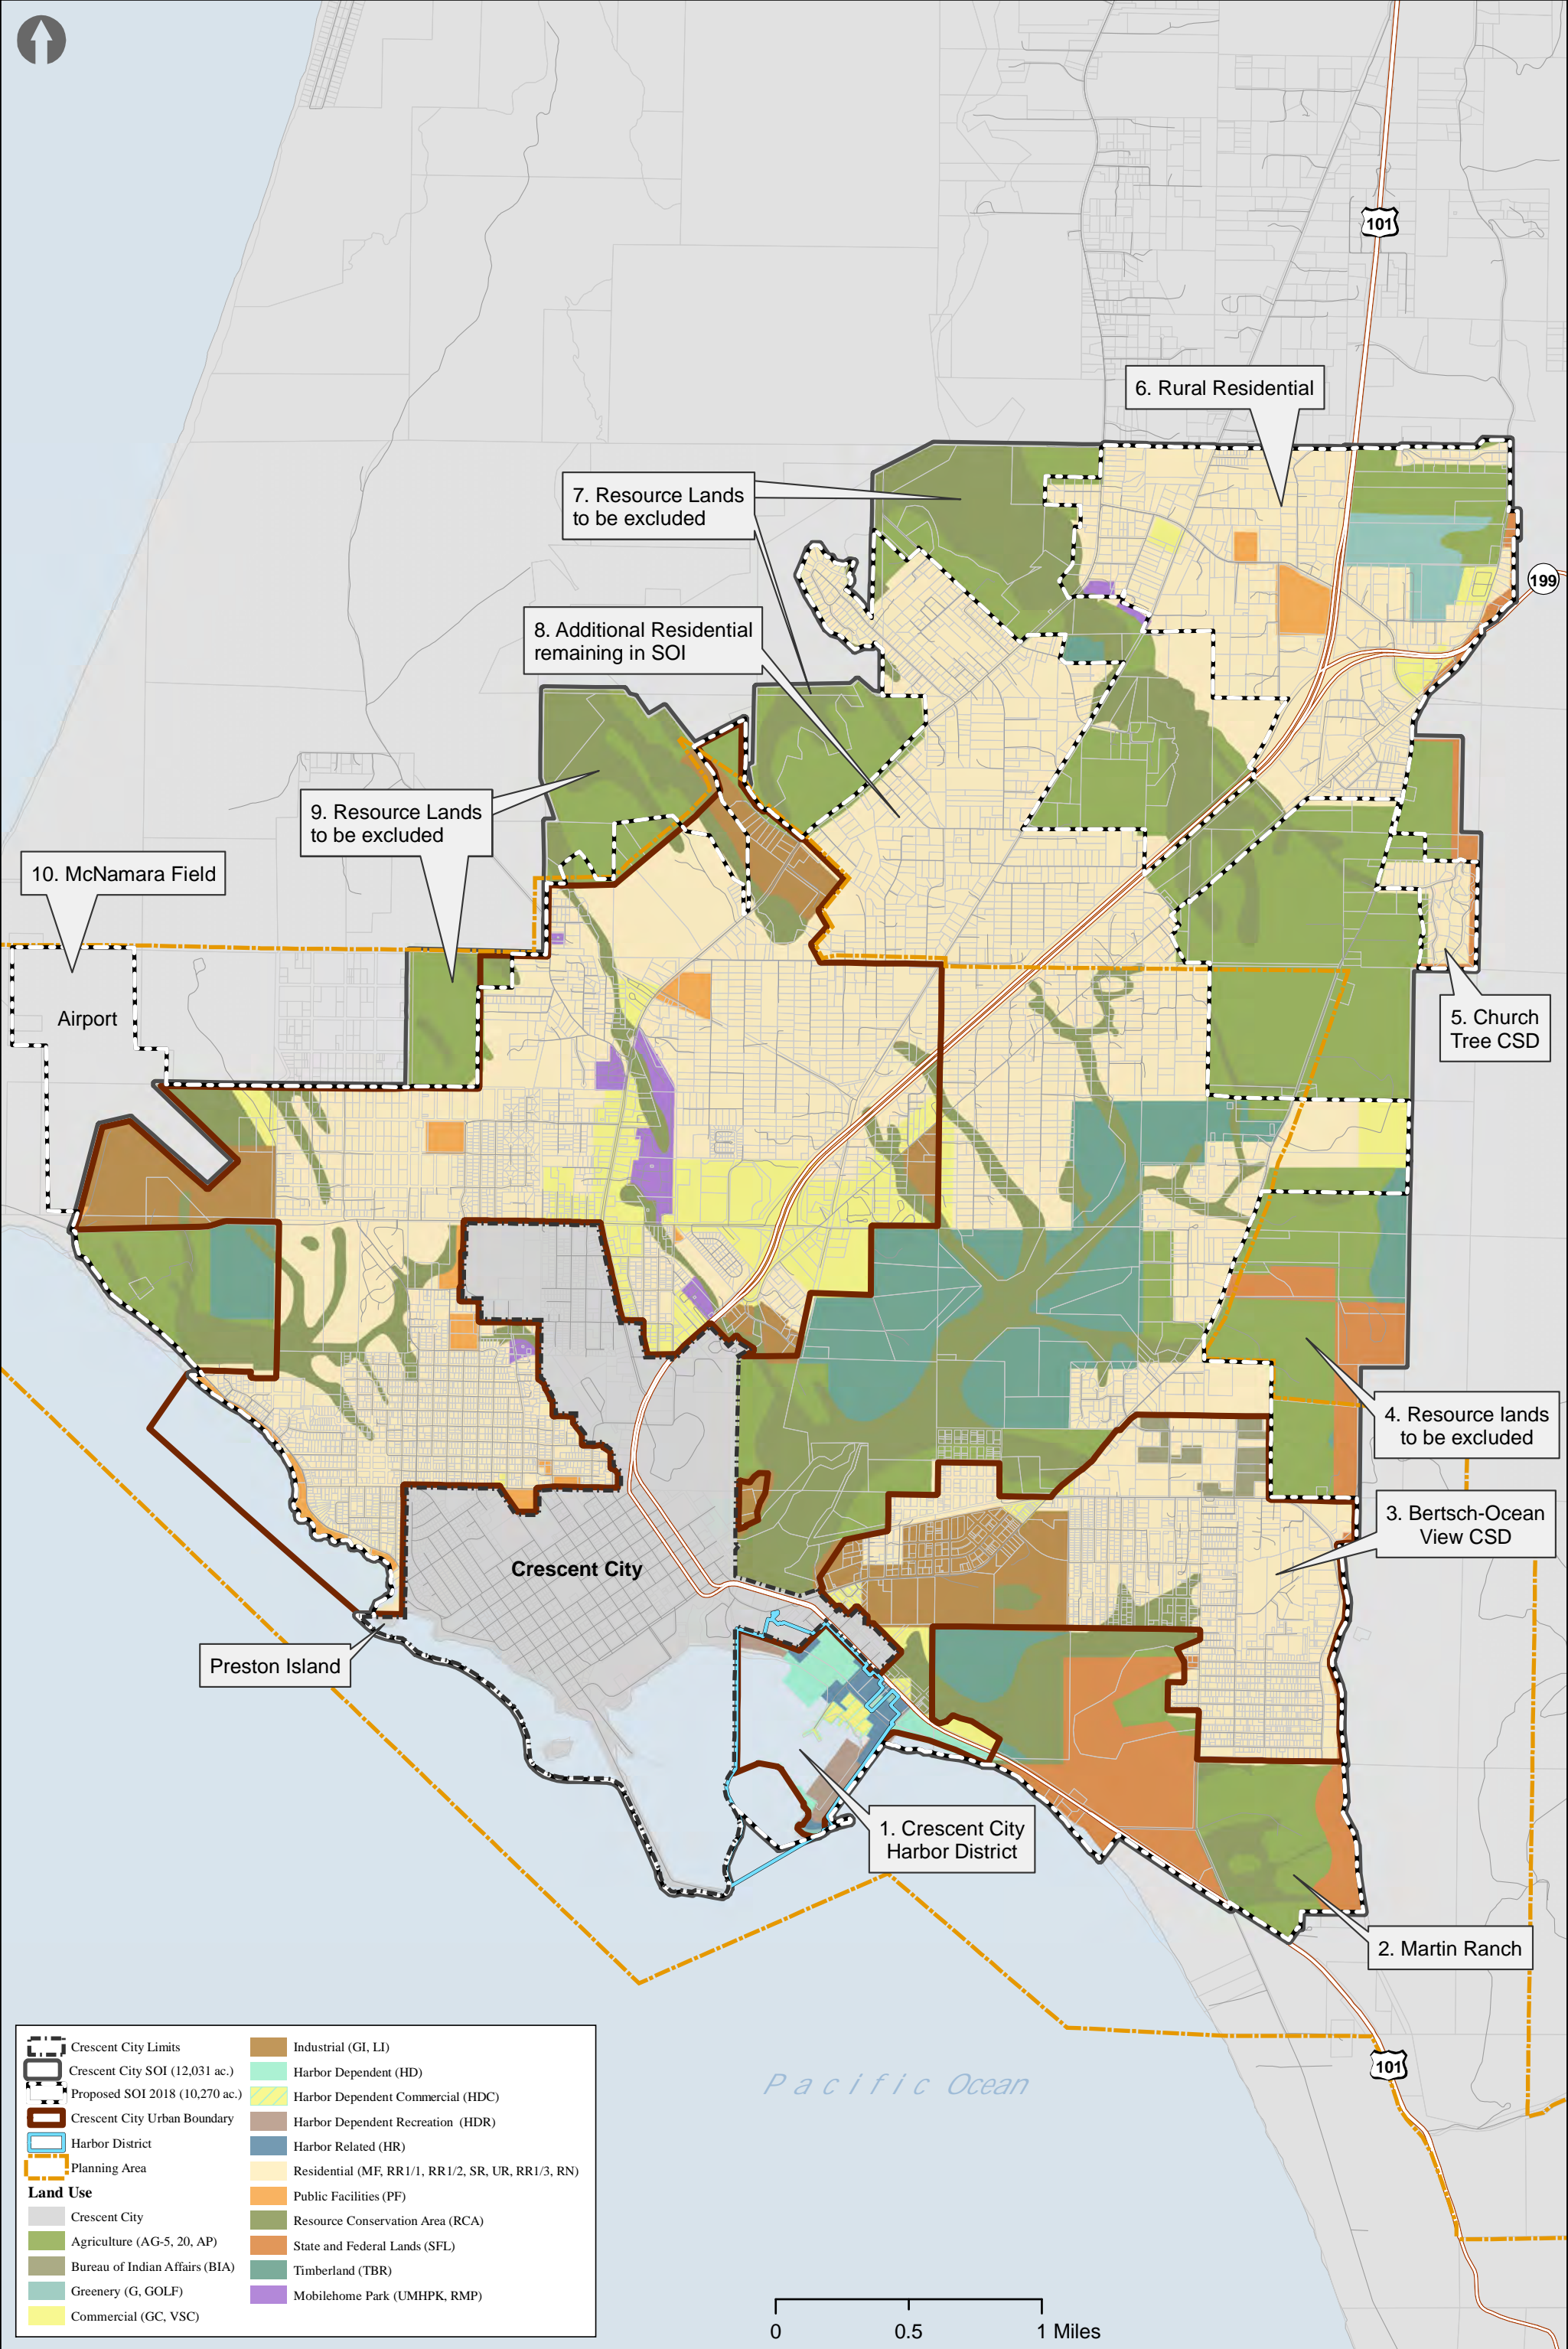 101
6. Rural Residential
7. Resource Lands
to be excluded
199
8. Additional Residential
remaining in SOI
9. Resource Lands
to be excluded
10. McNamara Field
Airport
5. Church
Tree CSD
4. Resource lands
to be excluded
3. Bertsch-Ocean
View CSD
Crescent City
Preston Island
1. Crescent City
Harbor District
2. Martin Ranch
101
Pacific Ocean
Crescent City Limits
Crescent City SOI (12,031 ac.)
Proposed SOI 2018 (10,270 ac.)
Crescent City Urban Boundary
Harbor District
Planning Area
Land Use
Crescent City
Agriculture (AG-5, 20, AP)
Bureau of Indian Affairs (BIA)
Greenery (G, GOLF)
Commercial (GC, VSC)
Industrial (GI, LI)
Harbor Dependent (HD)
Harbor Dependent Commercial (HDC)
Harbor Dependent Recreation (HDR)
Harbor Related (HR)
Residential (MF, RR1/1, RR1/2, SR, UR, RR1/3, RN)
Public Facilities (PF)
Resource Conservation Area (RCA)
State and Federal Lands (SFL)
Timberland (TBR)
Mobilehome Park (UMHPK, RMP)
0 0.5 1 Miles